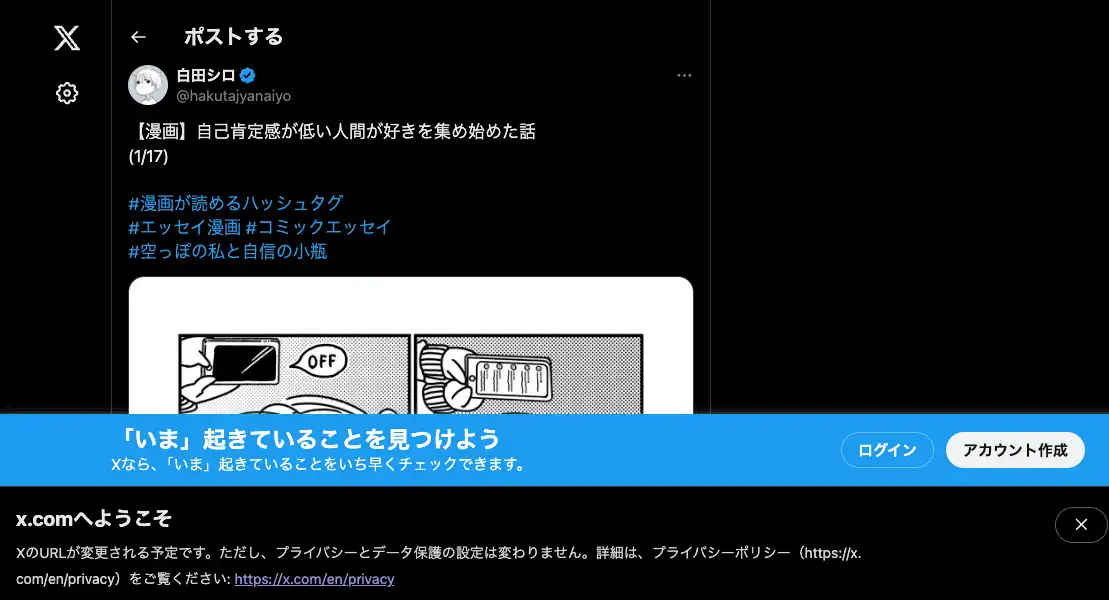 ポストする
白田シロ
@hakutajyanaiyo
【漫画】自己肯定感が低い人間が好きを集め始めた話
(1/17)
#漫画が読めるハッシュタグ
#エッセイ漫画 #コミックエッセイ
#空っぽの私と自信の小瓶
OFF
「いま」起きていることを見つけよう
Xなら、「いま」起きていることをいち早くチェックできます。
ログイン
アカウント作成
x.comへようこそ
XのURLが変更される予定です。ただし、プライバシーとデータ保護の設定は変わりません。詳細は、プライバシーポリシー（https://x.
com/en/privacy）をご覧ください: https://x.com/en/privacy